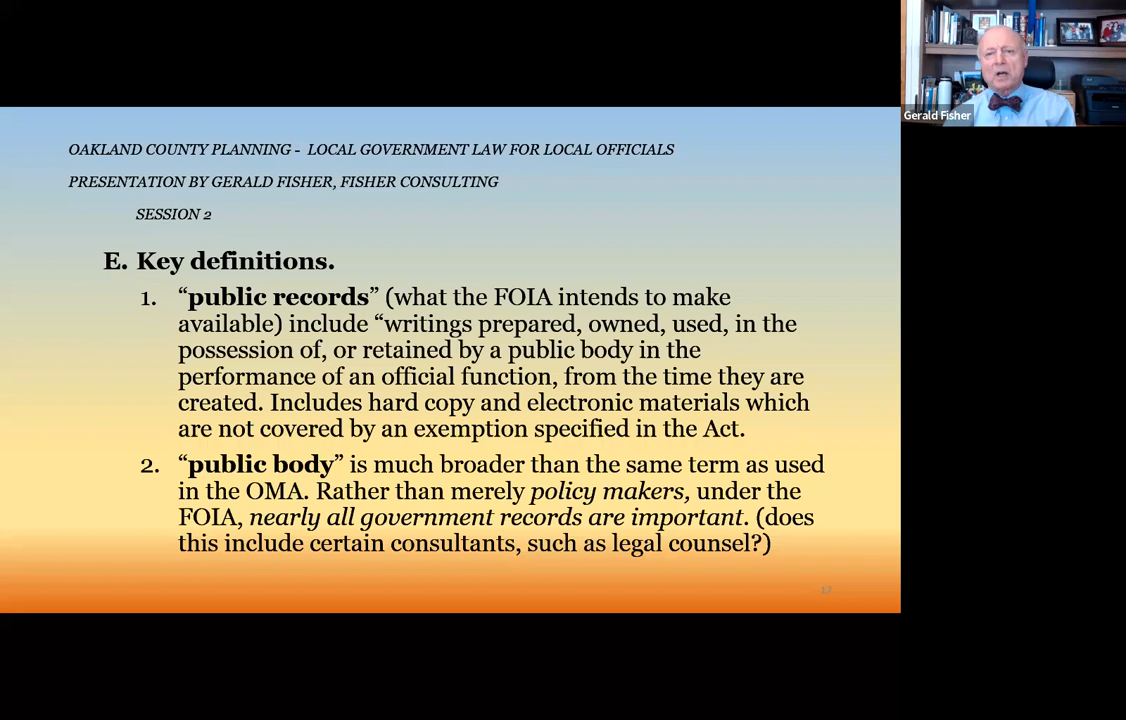 Gerald Fisher
OAKLAND COUNTY PLANNING - LOCAL GOVERNMENT LAW FOR LOCAL OFFICIALS
PRESENTATION BY GERALD FISHER, FISHER CONSULTING
SESSION 2
E. Key definitions.
1. “public records” (what the FOIA intends to make
available) include “writings prepared, owned, used, in the
possession of, or retained by a public body in the
performance of an official function, from the time they are
created. Includes hard copy and electronic materials which
are not covered by an exemption specified in the Act.
2. “public body” is much broader than the same term as used
in the OMA. Rather than merely policy makers, under the
FOIA, nearly all government records are important. (does
this include certain consultants, such as legal counsel?)
17